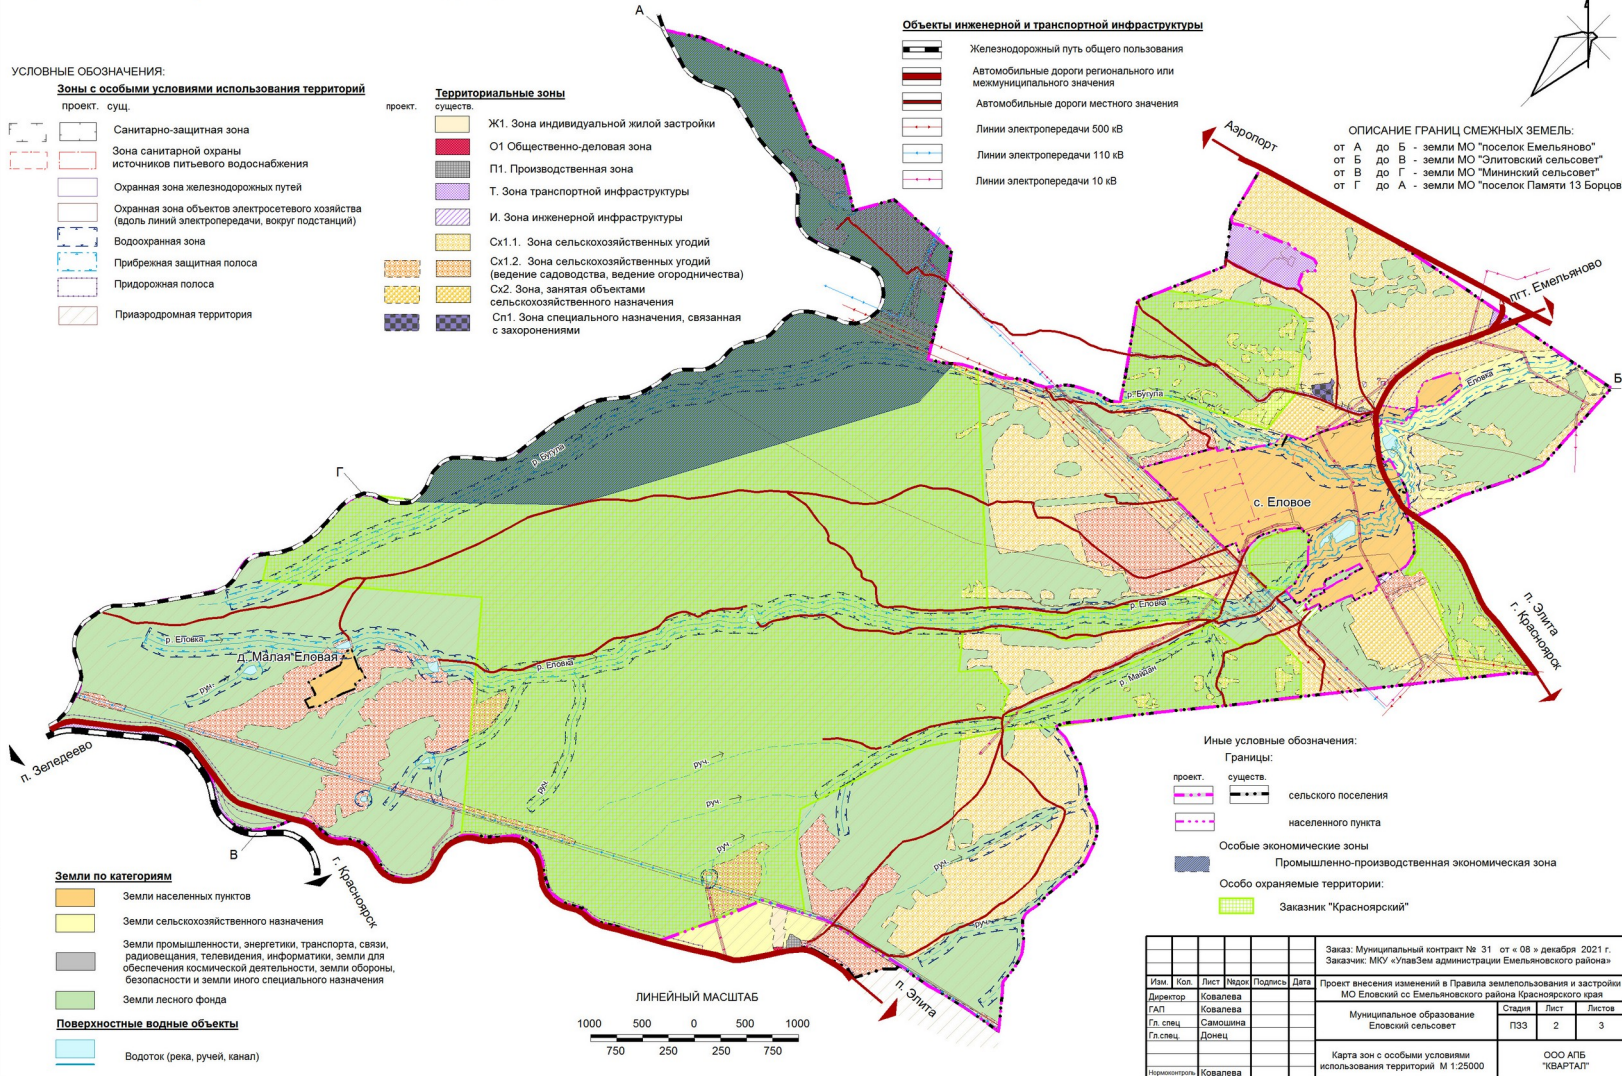 УСЛОВНЫЕ ОБОЗНАЧЕНИЯ:
Зоны с особыми условиями использования территорий
проект. сущ.
Санитарно-защитная зона
Зона санитарной охраны
источников питьевого водоснабжения
Охранная зона железнодорожных путей
Охранная зона объектов электросетевого хозяйства
(вдоль линий электропередачи, вокруг подстанций)
Водоохранная зона
Прибрежная защитная полоса
Придорожная полоса
Приаэродромная территория
Территориальные зоны
проект. существ.
Ж1. Зона индивидуальной жилой застройки
О1 Общественно-деловая зона
П1. Производственная зона
Т. Зона транспортной инфраструктуры
И. Зона инженерной инфраструктуры
Сх1.1. Зона сельскохозяйственных угодий
Сх1.2. Зона сельскохозяйственных угодий
(ведение садоводства, ведение огородничества)
Сх2. Зона, занятая объектами
сельскохозяйственного назначения
Сп1. Зона специального назначения, связанная
с захоронениями
Объекты инженерной и транспортной инфраструктуры
Железнодорожный путь общего пользования
Автомобильные дороги регионального или
межмуниципального значения
Автомобильные дороги местного значения
Линии электропередачи 500 кВ
Линии электропередачи 110 кВ
Линии электропередачи 10 кВ
ОПИСАНИЕ ГРАНИЦ СМЕЖНЫХ ЗЕМЕЛЬ:
от А до Б - земли МО "поселок Емельяново"
от Б до В - земли МО "Элитовский сельсовет"
от В до Г - земли МО "Мининский сельсовет"
от Г до А - земли МО "поселок Памяти 13 Борцов
А
Аэропорт
пгт. Емельяново
Б
Еловка
р. Бугула
р. Бугула
Г
с. Еловое
п. Элита
г. Красноярск
р. Еловка
р. Еловка
р. Еловка
р. Майдан
д. Малая Еловая
руч.
руч.
руч.
руч.
руч.
руч.
руч.
п. Зеледеево
В
г. Красноярск
п. Элита
Земли по категориям
Земли населенных пунктов
Земли сельскохозяйственного назначения
Земли промышленности, энергетики, транспорта, связи,
радиовещания, телевидения, информатики, земли для
обеспечения космической деятельности, земли обороны,
безопасности и земли иного специального назначения
Земли лесного фонда
Поверхностные водные объекты
Водоток (река, ручей, канал)
ЛИНЕЙНЫЙ МАСШТАБ
1000 500 0 500 1000
750 250 250 750
Иные условные обозначения:
Границы:
проект. существ.
сельского поселения
населенного пункта
Особые экономические зоны
Промышленно-производственная экономическая зона
Особо охраняемые территории:
Заказник "Красноярский"
Заказ: Муниципальный контракт № 31 от « 08 » декабря 2021 г.
Заказчик: МКУ «УпавЗем администрации Емельяновского района»
Изм. Кол. Лист №док Подпись Дата
Проект внесения изменений в Правила землепользования и застройки
МО Еловский сс Емельяновского района Красноярского края
Директор Ковалева
ГАП Ковалева
Гл. спец Самошина
Гл.спец. Донец
Нормоконтроль Ковалева
Муниципальное образование
Еловский сельсовет
Стадия Лист Листов
ПЗЗ 2 3
Карта зон с особыми условиями
использования территорий М 1:25000
ООО АПБ
"КВАРТАЛ"